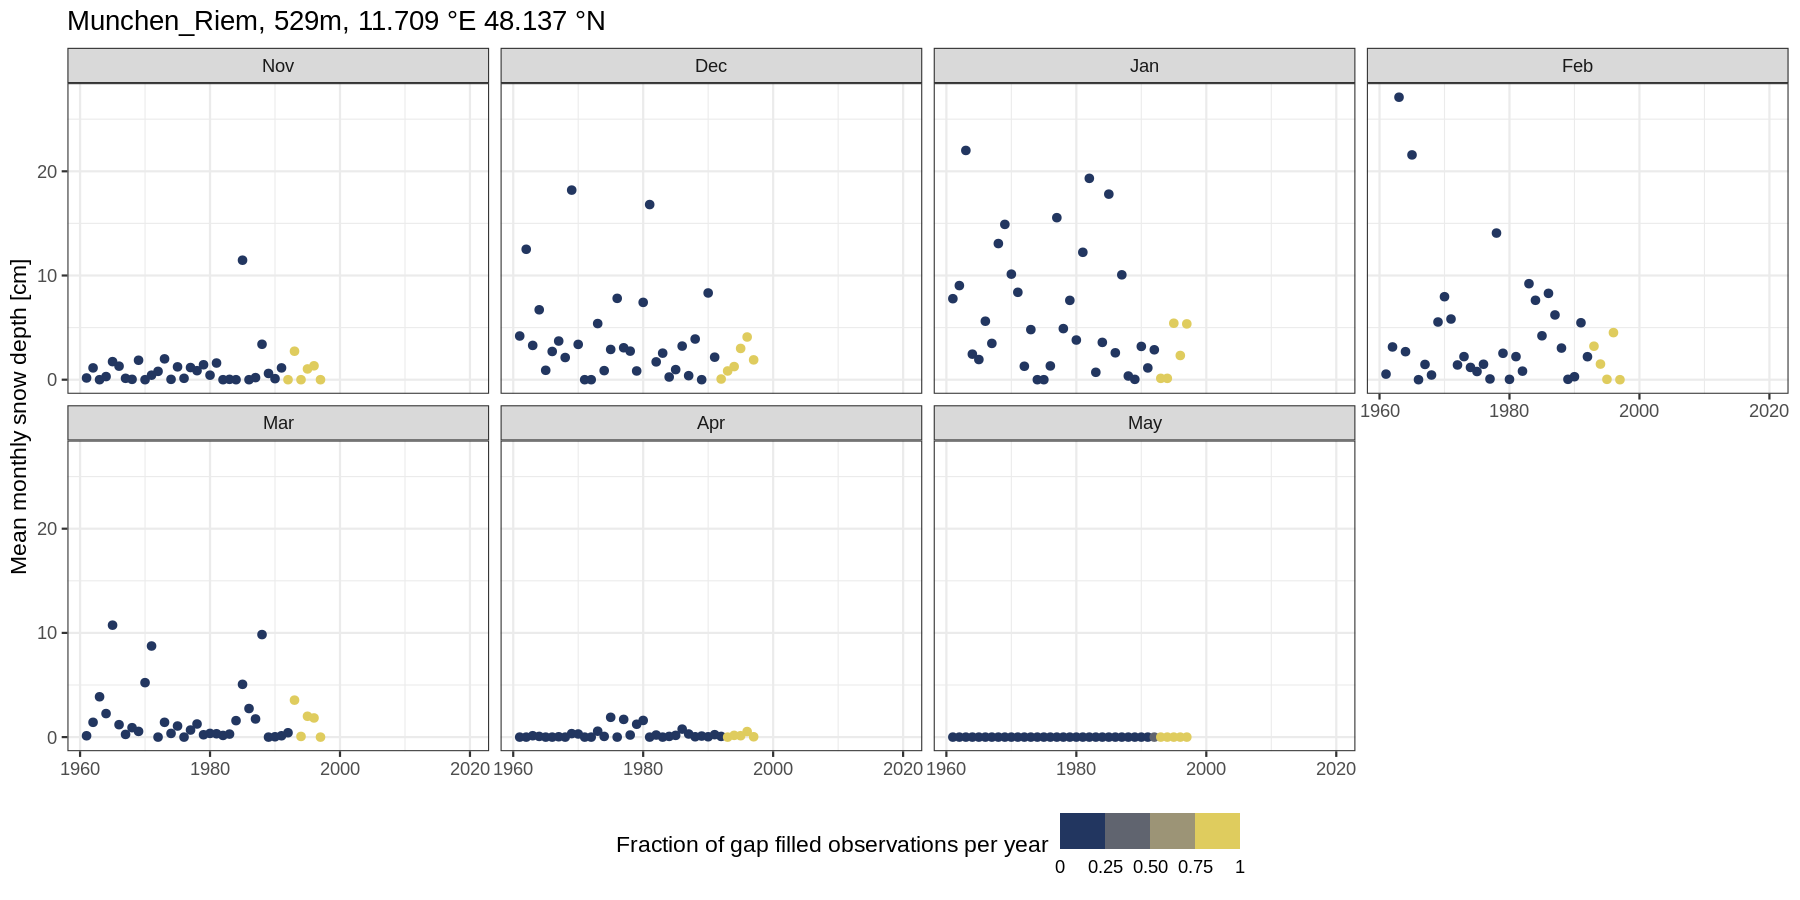 Munchen_Riem, 529m, 11.709 °E 48.137 °N
Nov Dec Jan Feb
20
10
0
1960 1980 2000 2020
Mean monthly snow depth [cm]
Mar Apr May
20
10
0
1960 1980 2000 2020 1960 1980 2000 2020 1960 1980 2000 2020
Fraction of gap filled observations per year
0 0.25 0.50 0.75 1